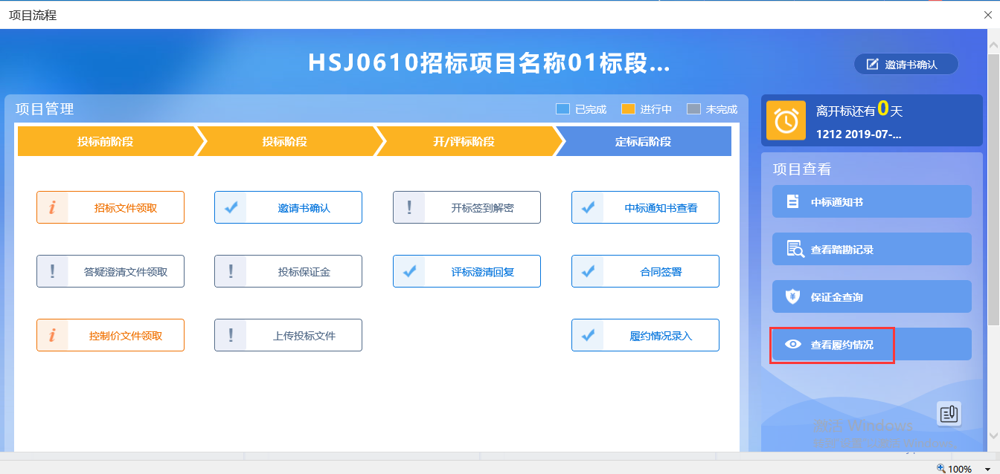 项目流程
HSJ0610招标项目名称01标段...
邀请书确认
项目管理
已完成
进行中
未完成
离开标还有0天
1212 2019-07-...
投标前阶段
投标阶段
开/评标阶段
定标后阶段
项目查看
招标文件领取
邀请书确认
开标签到解密
中标通知书查看
中标通知书
答疑澄清文件领取
投标保证金
评标澄清回复
合同签署
查看踏勘记录
控制价文件领取
上传投标文件
履约情况录入
保证金查询
查看履约情况
激活 Windows
100%